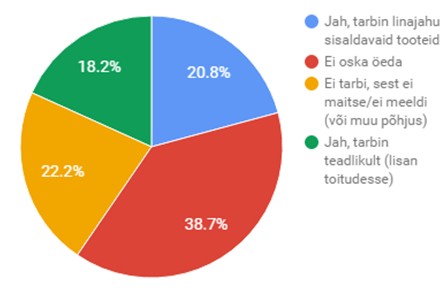 18.2%
20.8%
22.2%
38.7%
Jah, tarbin linajahu
sisaldavaid tooteid
Ei oska öeda
Ei tarbi, sest ei
maitse/ei meeldi
(või muu põhjus)
Jah, tarbin
teadlikult (lisan
toitudesse)